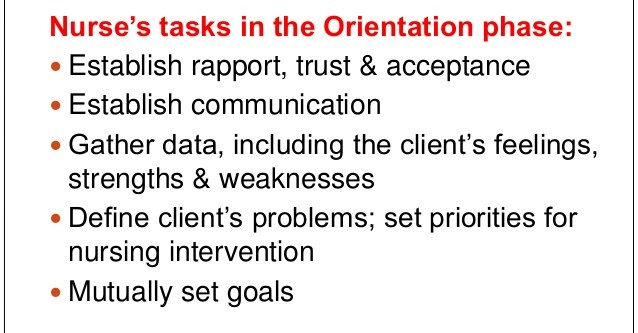 Nurse’s tasks in the Orientation phase:
• Establish rapport, trust & acceptance
• Establish communication
• Gather data, including the client’s feelings,
strengths & weaknesses
• Define client’s problems; set priorities for
nursing intervention
• Mutually set goals